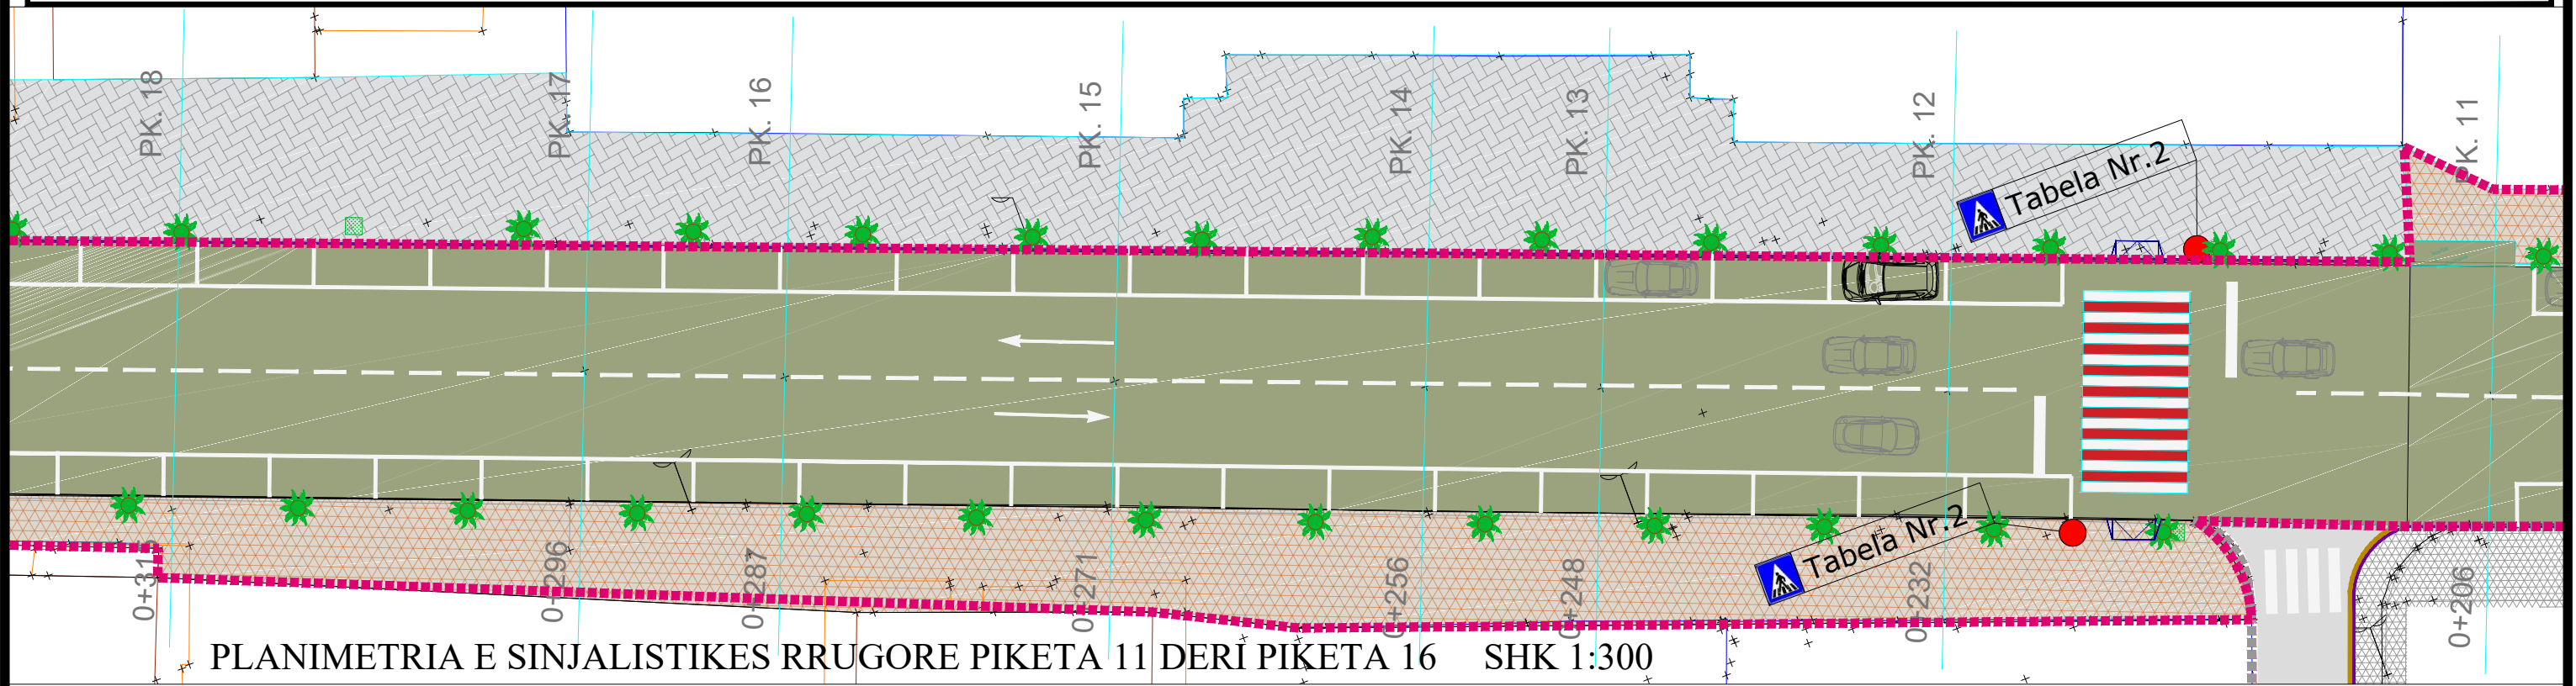 PK. 18
PK. 17
PK. 16
PK. 15
PK. 14
PK. 13
PK. 12
PK. 11
Tabela Nr.2
Tabela Nr.2
0+296
0+287
0+271
0+256
0+248
0+232
0+206
PLANIMETRIA E SINJALISTIKES RRUGORE PIKETA 11 DERI PIKETA 16 SHK 1:300